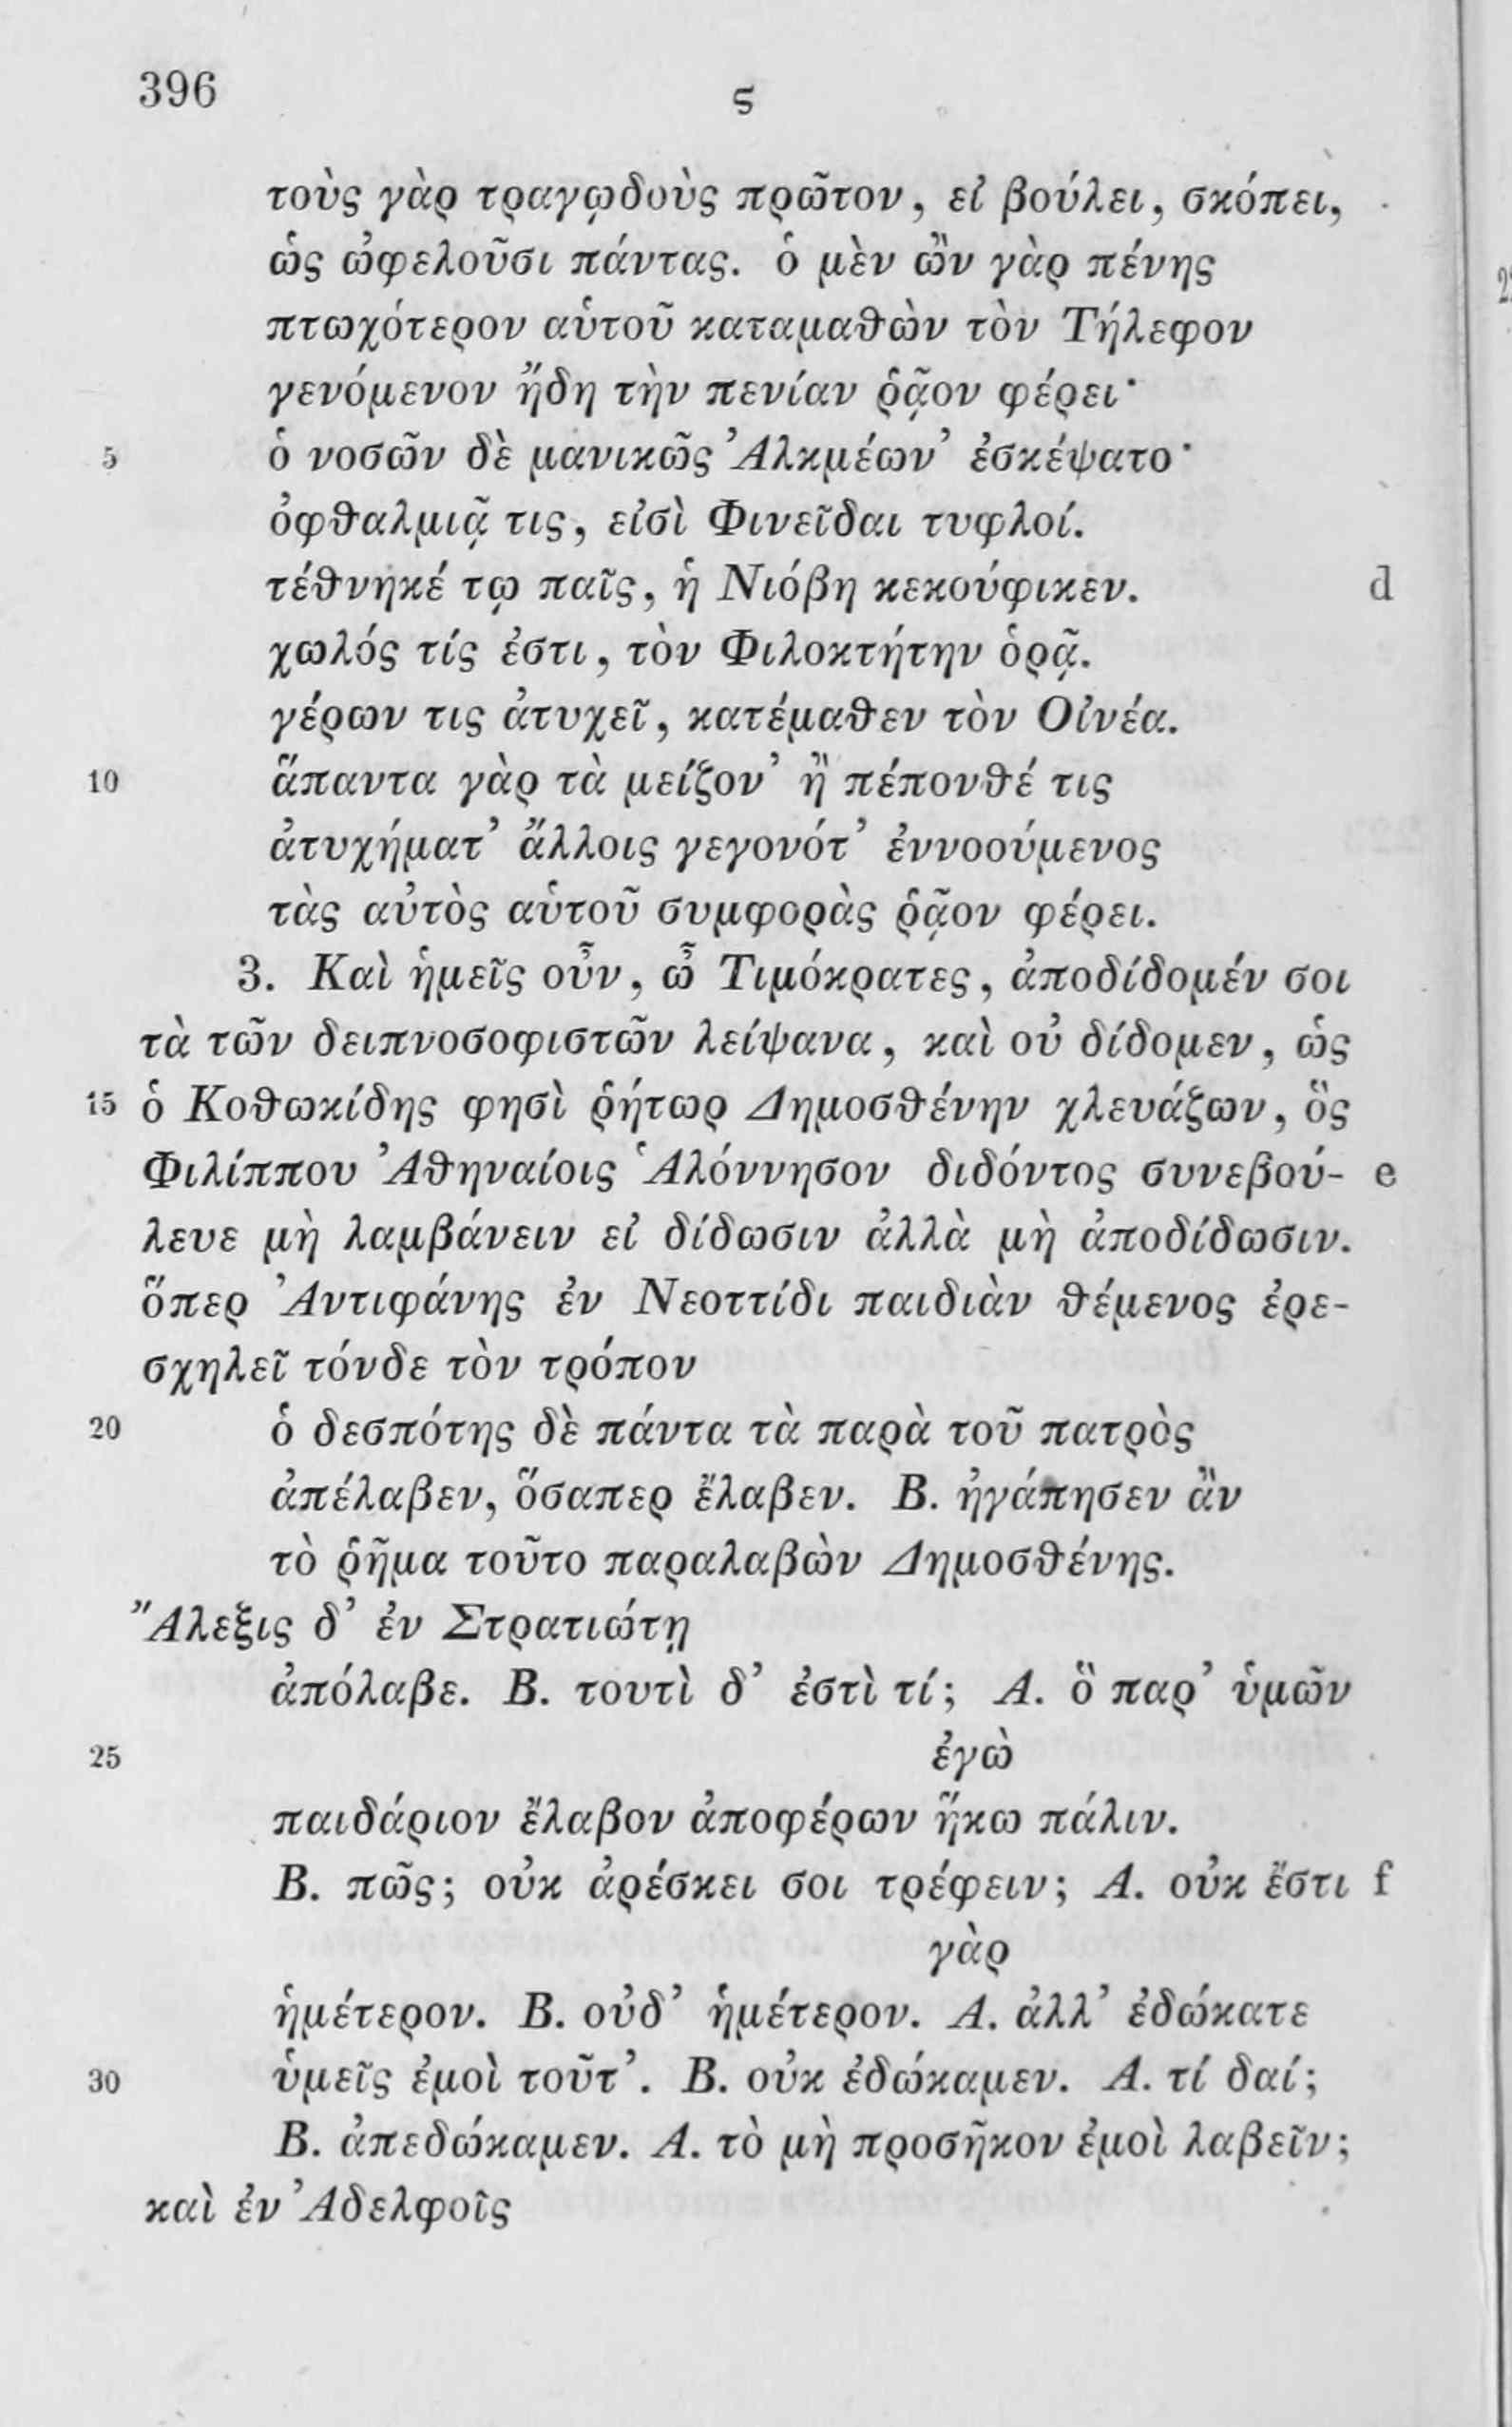 396
ϛ
τοὺς γὰρ τραγῳδοὺς πρῶτον, εἰ βούλει, σκόπει,
ὡς ὠφελοῦσι πάντας. ὁ μὲν ὢν γὰρ πένης
πτωχότερον αὑτοῦ καταμαθὼν τὸν Τήλεφον
γενόμενον ἤδη τὴν πενίαν ῥᾷον φέρει·
5 ὁ νοσῶν δὲ μανικῶς Ἀλκμέων’ ἐσκέψατο·
ὀφθαλμιᾷ τις, εἰσὶ Φινεῖδαι τυφλοί.
τέθνηκέ τῳ παῖς, ἡ Νιόβη κεκούφικεν. d
χωλός τίς ἐστι, τὸν Φιλοκτήτην ὁρᾷ.
γέρων τις ἀτυχεῖ, κατέμαθεν τὸν Οἰνέα.
10 ἅπαντα γὰρ τὰ μείζον’ ἢ πέπονθέ τις
ἀτυχήματ’ ἄλλοις γεγονότ’ ἐννοούμενος
τὰς αὐτὸς αὑτοῦ συμφορὰς ῥᾷον φέρει.
3. Καὶ ἡμεῖς οὖν, ὦ Τιμόκρατες, ἀποδίδομέν σοι
τὰ τῶν δειπνοσοφιστῶν λείψανα, καὶ οὐ δίδομεν, ὡς
15 ὁ Κοθωκίδης φησὶ ῥήτωρ Δημοσθένην χλευάζων, ὃς
Φιλίππου Ἀθηναίοις Ἁλόννησον διδόντος συνεβού- e
λευε μὴ λαμβάνειν εἰ δίδωσιν ἀλλὰ μὴ ἀποδίδωσιν.
ὅπερ Ἀντιφάνης ἐν Νεοττίδι παιδιὰν θέμενος ἐρε-
σχηλεῖ τόνδε τὸν τρόπον
20 ὁ δεσπότης δὲ πάντα τὰ παρὰ τοῦ πατρὸς
ἀπέλαβεν, ὅσαπερ ἔλαβεν. Β. ἠγάπησεν ἂν
τὸ ῥῆμα τοῦτο παραλαβὼν Δημοσθένης.
Ἄλεξις δ’ ἐν Στρατιώτῃ
ἀπόλαβε. Β. τουτὶ δ’ ἐστὶ τί; Α. ὃ παρ’ ὑμῶν
25 ἐγὼ
παιδάριον ἔλαβον ἀποφέρων ἥκω πάλιν.
Β. πῶς; οὐκ ἀρέσκει σοι τρέφειν; Α. οὐκ ἔστι f
γὰρ
ἡμέτερον. Β. οὐδ’ ἡμέτερον. Α. ἀλλ’ ἐδώκατε
30 ὑμεῖς ἐμοὶ τοῦτ’. Β. οὐκ ἐδώκαμεν. Α. τί δαί;
Β. ἀπεδώκαμεν. Α. τὸ μὴ προσῆκον ἐμοὶ λαβεῖν;
καὶ ἐν Ἀδελφοῖς